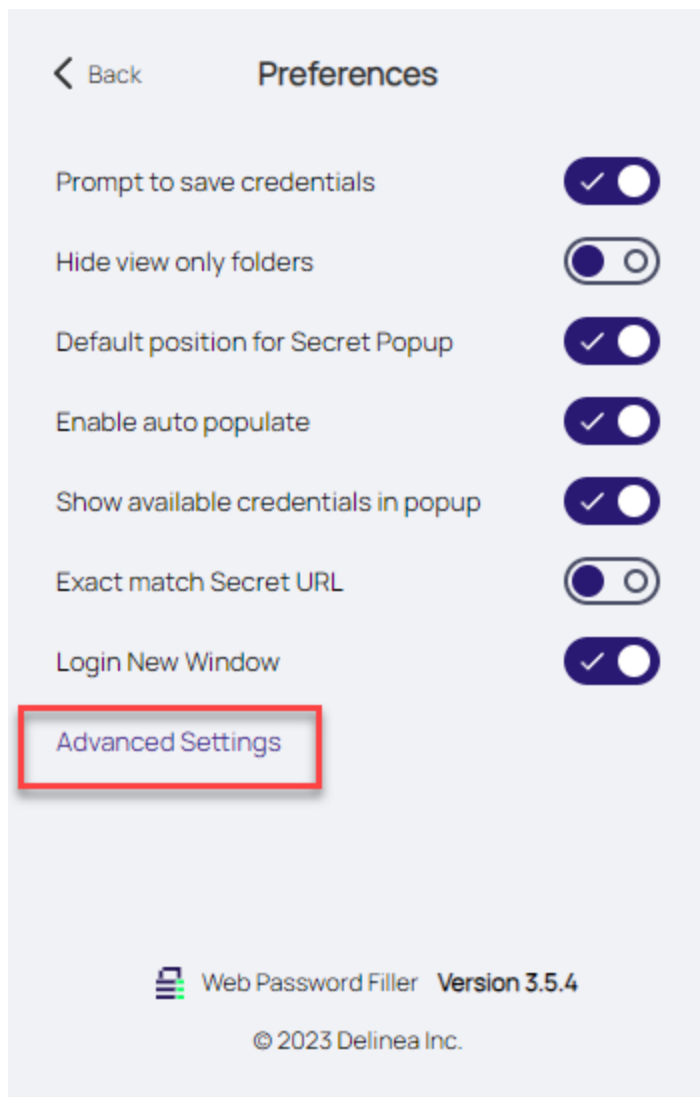 Back Preferences
Prompt to save credentials
Hide view only folders
Default position for Secret Popup
Enable auto populate
Show available credentials in popup
Exact match Secret URL
Login New Window
Advanced Settings
Web Password Filler Version 3.5.4
© 2023 Delinea Inc.